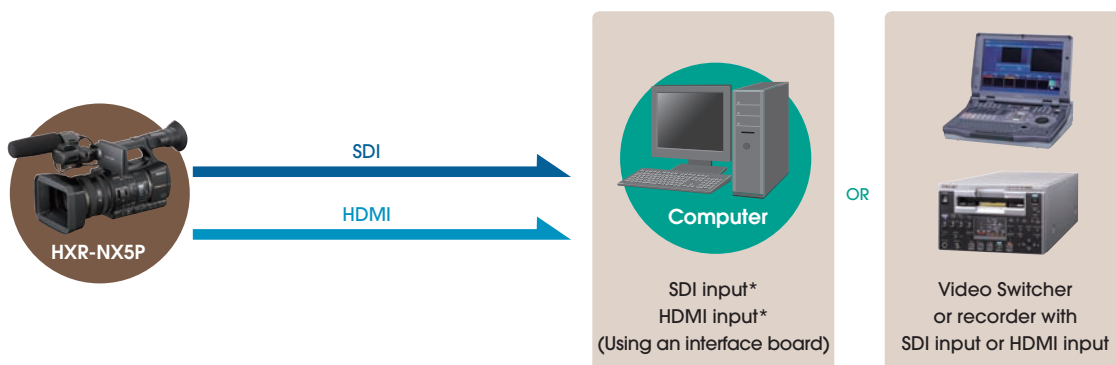 SDI
HDMI
HXR-NX5P
Computer
SDI input*
HDMI input*
(Using an interface board)
OR
Video Switcher
or recorder with
SDI input or HDMI input